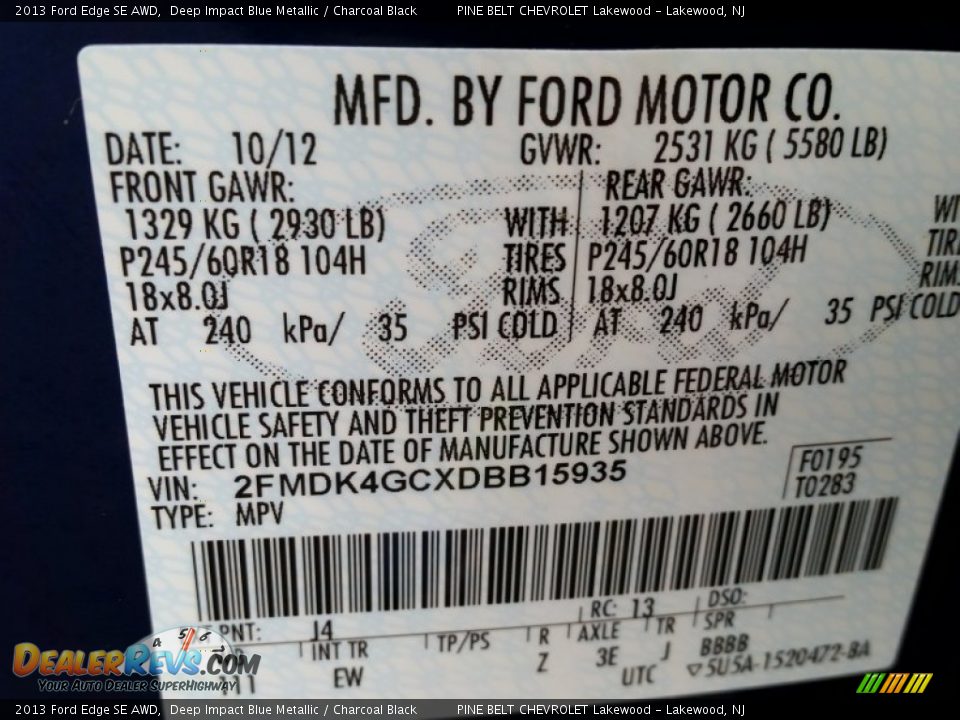 2013 Ford Edge SE AWD, Deep Impact Blue Metallic / Charcoal Black PINE BELT CHEVROLET Lakewood - Lakewood, NJ
MFD. BY FORD MOTOR CO.
DATE: 10/12 GVWR: 2531 KG ( 5580 LB)
FRONT GAWR: REAR GAWR:
1329 KG ( 2930 LB) WITH 1207 KG ( 2660 LB) WI
P245/60R18 104H TIRES P245/60R18 104H TIRE
18x8.0J RIMS 18x8.0J RIMS
AT 240 kPa/ 35 PSI COLD AT 240 kPa/ 35 PSI COLD
THIS VEHICLE CONFORMS TO ALL APPLICABLE FEDERAL MOTOR
VEHICLE SAFETY AND THEFT PREVENTION STANDARDS IN
EFFECT ON THE DATE OF MANUFACTURE SHOWN ABOVE.
VIN: 2FMDK4GCXDBB15935 F0195
TYPE: MPV T0283
PNT: J4 RC: 13 DSO:
INT TR TP/PS R AXLE TR SPR
EW Z 3E J BBBB
UTC ▽5U5A-1520472-BA
DEALERREVS.COM
YOUR AUTO DEALER SUPERHIGHWAY
2013 Ford Edge SE AWD, Deep Impact Blue Metallic / Charcoal Black PINE BELT CHEVROLET Lakewood - Lakewood, NJ